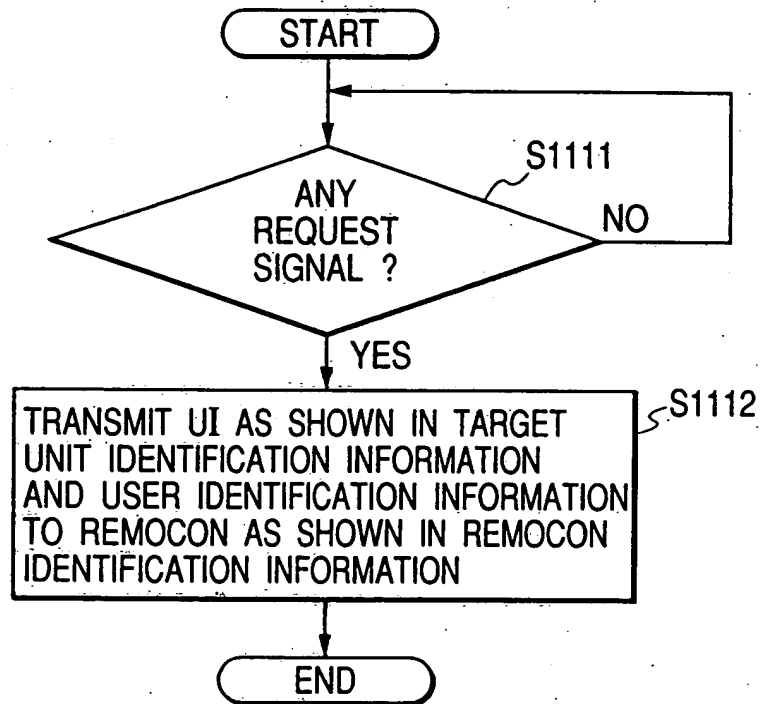 START
S1111
ANY
REQUEST
SIGNAL ?
NO
YES
S1112
TRANSMIT UI AS SHOWN IN TARGET
UNIT IDENTIFICATION INFORMATION
AND USER IDENTIFICATION INFORMATION
TO REMOCON AS SHOWN IN REMOCON
IDENTIFICATION INFORMATION
END